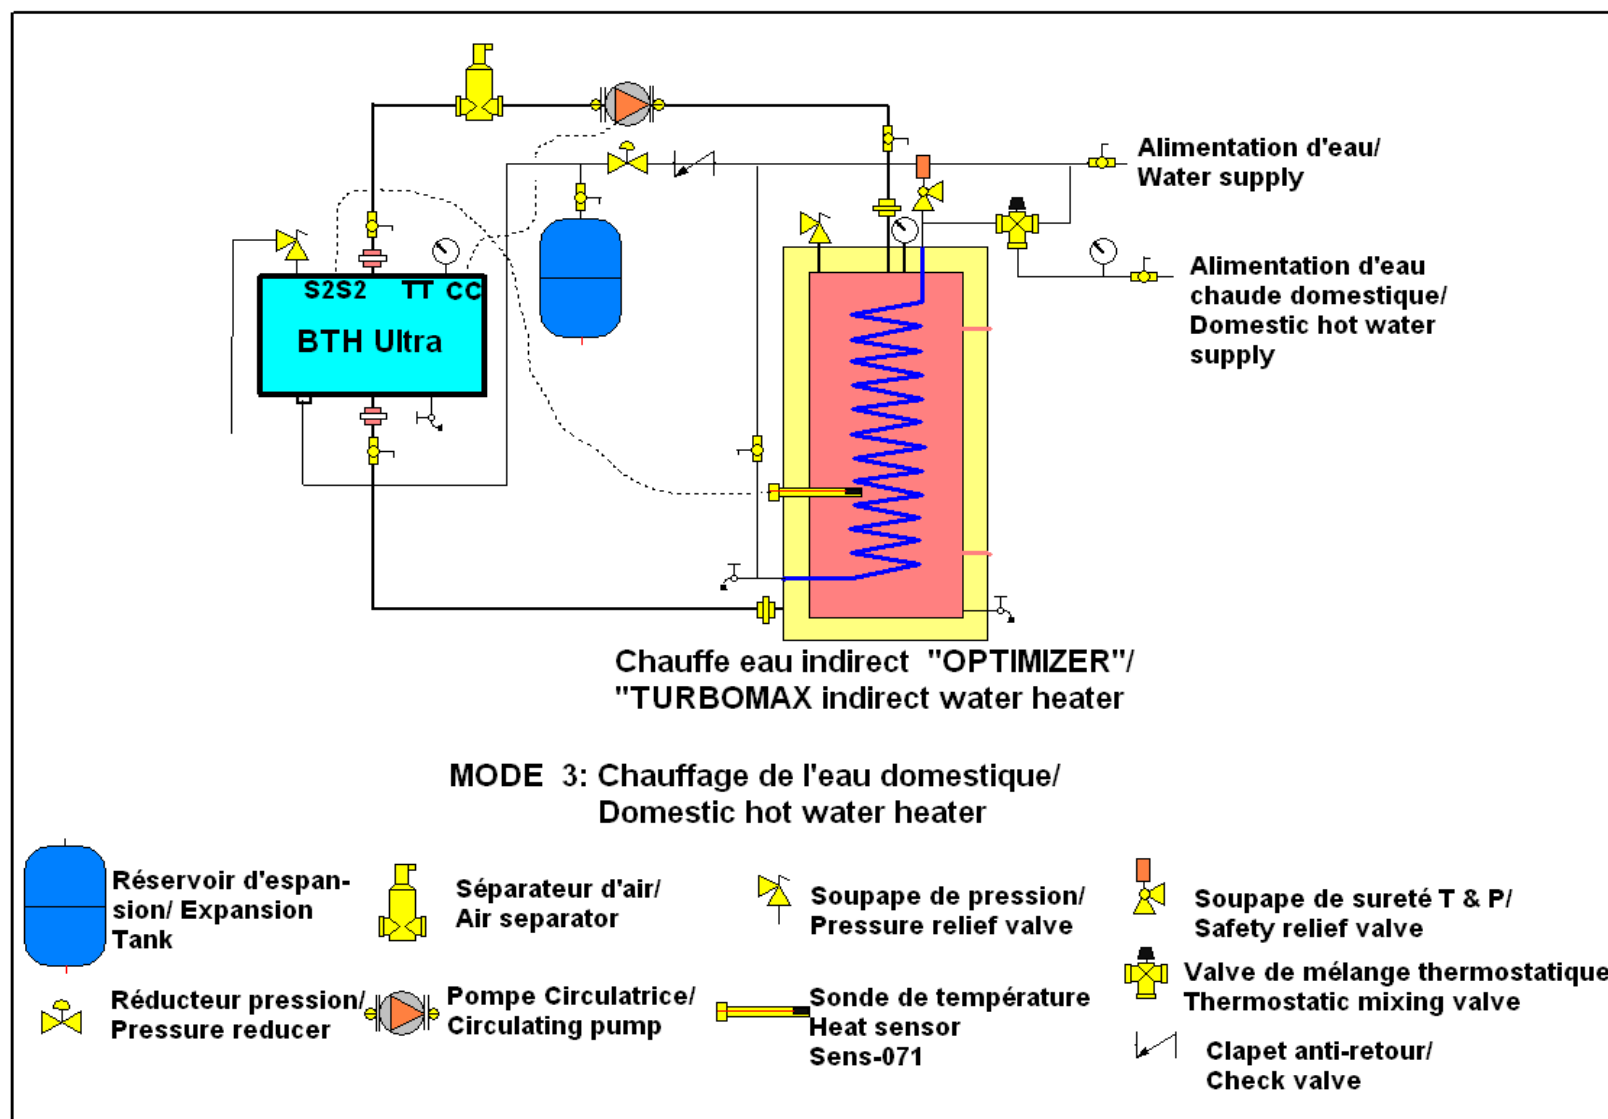 Alimentation d'eau/
Water supply
Alimentation d'eau
chaude domestique/
Domestic hot water
supply
S2S2 TT CC
BTH Ultra
Chauffe eau indirect "OPTIMIZER"/
"TURBOMAX indirect water heater
MODE 3: Chauffage de l'eau domestique/
Domestic hot water heater
Réservoir d'espan-
sion/ Expansion
Tank
Séparateur d'air/
Air separator
Soupape de pression/
Pressure relief valve
Soupape de sureté T & P/
Safety relief valve
Réducteur pression/
Pressure reducer
Pompe Circulatrice/
Circulating pump
Sonde de température
Heat sensor
Sens-071
Valve de mélange thermostatique
Thermostatic mixing valve
Clapet anti-retour/
Check valve